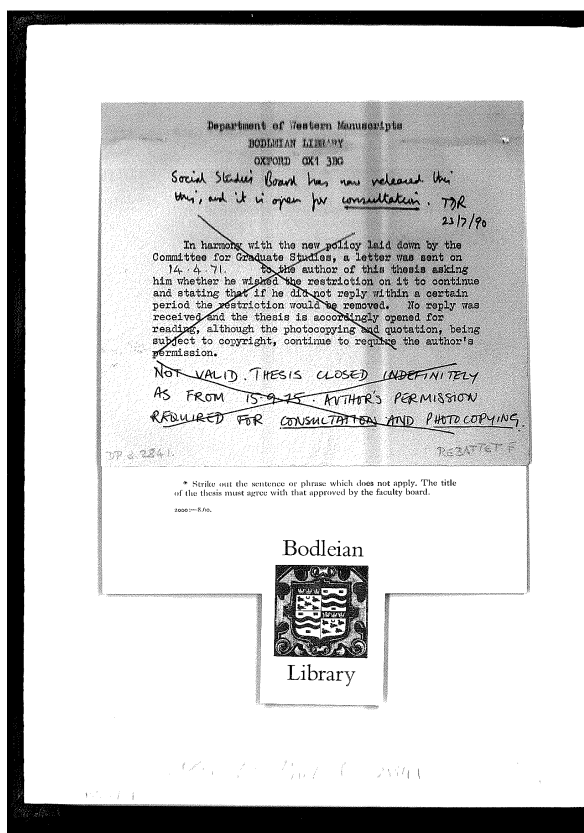 Department of Western Manuscripts
BODLEIAN LIBRARY
OXFORD OX1 3BG
Social Studies Board has now released this
thesis, and it is open for consultation. TDR
23/7/90
In harmony with the new policy laid down by the
Committee for Graduate Studies, a letter was sent on
14.4.71. to the author of this thesis asking
him whether he wished the restriction on it to continue
and stating that if he did not reply within a certain
period the restriction would be removed. No reply was
received and the thesis is accordingly opened for
reading, although the photocopying and quotation, being
subject to copyright, continue to require the author's
permission.
NOT VALID. THESIS CLOSED INDEFINITELY
AS FROM 15-9-75. AUTHOR'S PERMISSION
REQUIRED FOR CONSULTATION AND PHOTOCOPYING.
DP d.2841.
* Strike out the sentence or phrase which does not apply. The title
of the thesis must agree with that approved by the faculty board.
2000:—8.60.
Bodleian
Library